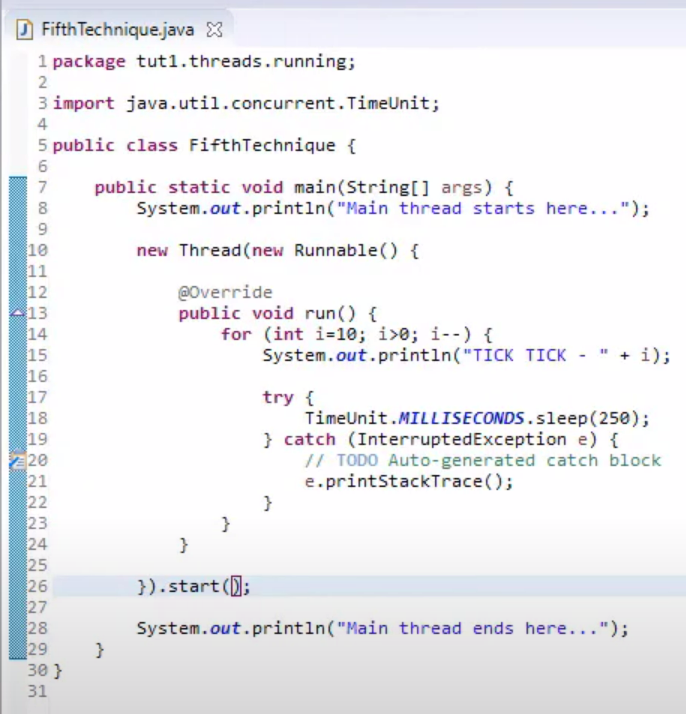 FifthTechnique.java
1 package tut1.threads.running;
2
3 import java.util.concurrent.TimeUnit;
4
5 public class FifthTechnique {
6
7     public static void main(String[] args) {
8         System.out.println("Main thread starts here...");
9
10         new Thread(new Runnable() {
11
12             @Override
13             public void run() {
14                 for (int i=10; i>0; i--) {
15                     System.out.println("TICK TICK - " + i);
16
17                     try {
18                         TimeUnit.MILLISECONDS.sleep(250);
19                     } catch (InterruptedException e) {
20                         // TODO Auto-generated catch block
21                         e.printStackTrace();
22                     }
23                 }
24             }
25
26         }).start();
27
28         System.out.println("Main thread ends here...");
29     }
30 }
31